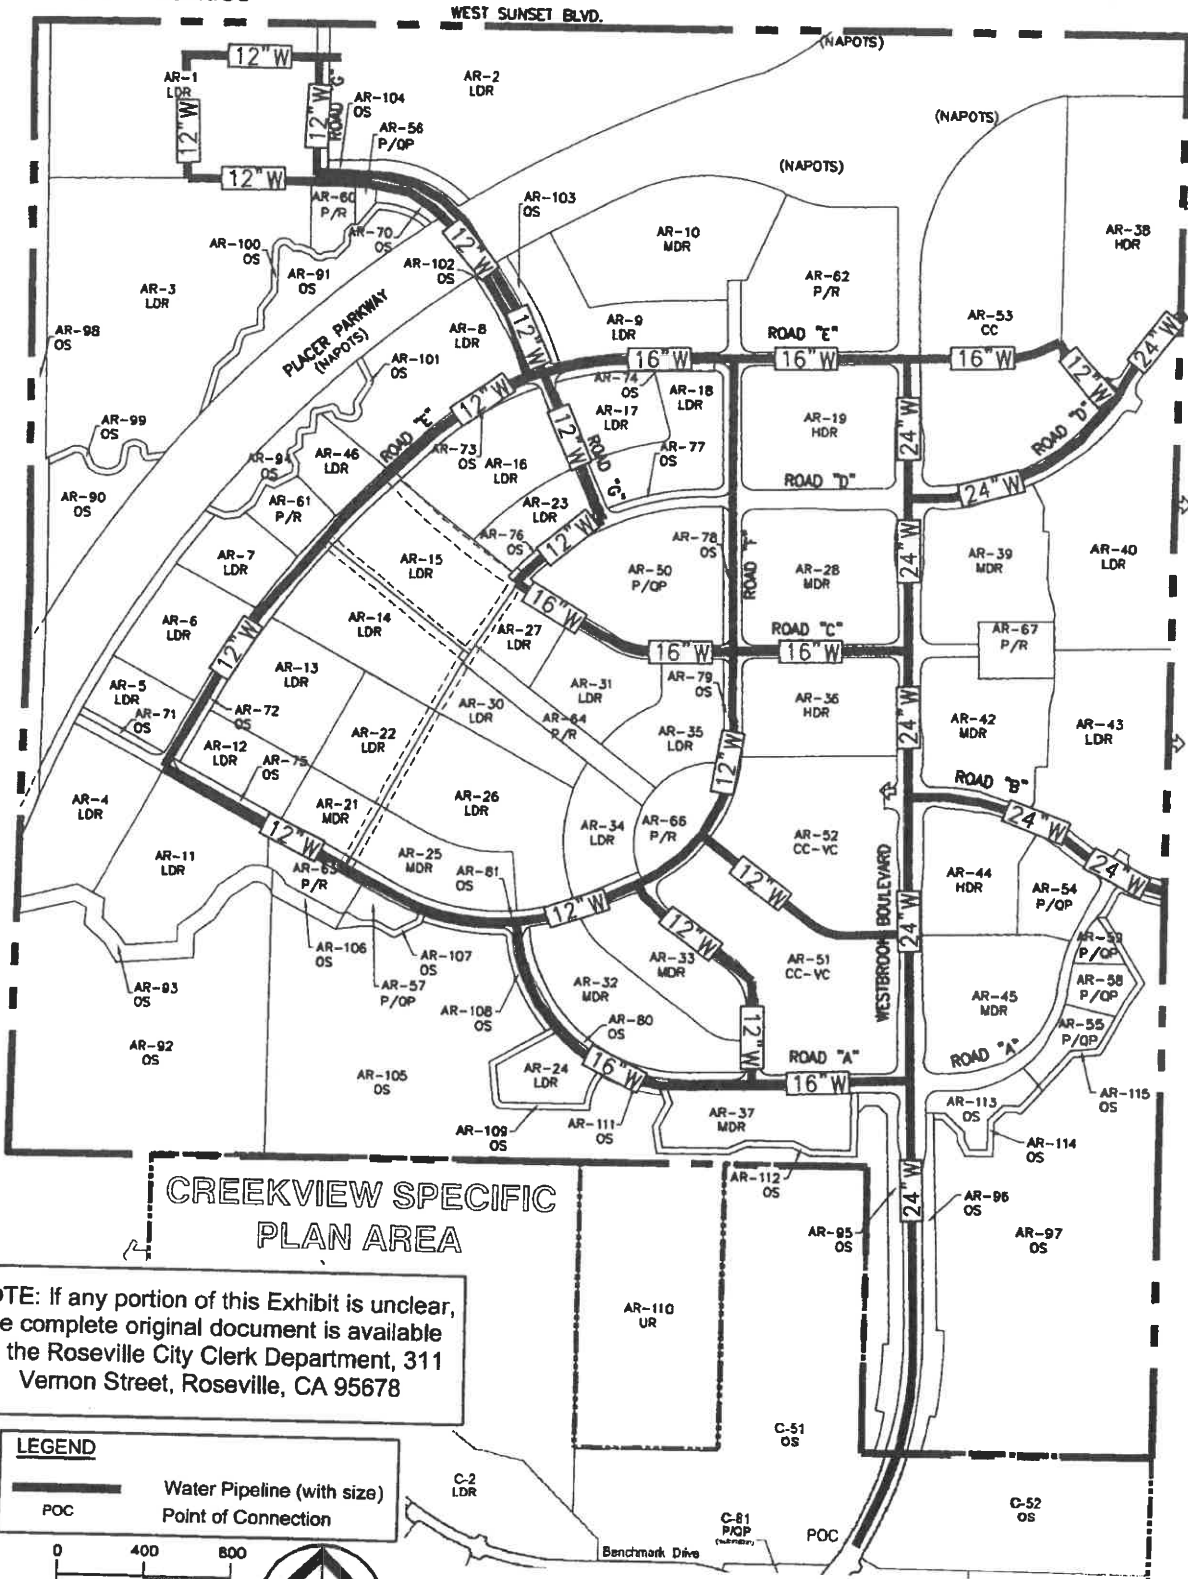 WEST SUNSET BLVD.
(NAPOTS)
12"W
AR-1
LDR
AR-2
LDR
12"W
12"W
ROAD "G"
AR-104
OS
AR-56
P/QP
(NAPOTS)
(NAPOTS)
12"W
AR-60
P/R
AR-103
OS
AR-70
OS
12"W
AR-10
MDR
AR-38
HDR
AR-100
OS
AR-91
OS
AR-102
OS
AR-62
P/R
AR-3
LDR
PLACER PARKWAY
(NAPOTS)
AR-8
LDR
12"W
AR-9
LDR
ROAD "E"
AR-53
CC
AR-98
OS
AR-101
OS
16"W
16"W
16"W
24"W
12"W
AR-74
OS
AR-18
LDR
12"W
AR-17
LDR
AR-19
HDR
24"W
ROAD "D"
AR-99
OS
ROAD "E"
AR-73
OS
12"W
ROAD "G"
AR-77
OS
AR-94
OS
AR-46
LDR
AR-16
LDR
ROAD "D"
24"W
AR-90
OS
AR-61
P/R
AR-23
LDR
AR-76
OS
12"W
AR-78
OS
24"W
AR-7
LDR
AR-15
LDR
AR-50
P/QP
ROAD "F"
AR-28
MDR
AR-39
MDR
AR-40
LDR
16"W
AR-6
LDR
AR-14
LDR
AR-27
LDR
ROAD "C"
AR-67
P/R
12"W
16"W
16"W
AR-13
LDR
AR-31
LDR
AR-79
OS
AR-5
LDR
AR-71
OS
AR-72
OS
AR-30
LDR
AR-64
P/R
AR-36
HDR
24"W
AR-42
MDR
AR-43
LDR
AR-12
LDR
AR-75
OS
AR-22
LDR
AR-35
LDR
12"W
ROAD "B"
AR-4
LDR
AR-21
MDR
AR-26
LDR
AR-34
LDR
AR-66
P/R
AR-52
CC-VC
24"W
12"W
AR-11
LDR
AR-63
P/R
AR-25
MDR
AR-81
OS
12"W
12"W
WESTBROOK BOULEVARD
24"W
AR-44
HDR
AR-54
P/QP
24"W
AR-106
OS
AR-107
OS
12"W
AR-33
MDR
AR-51
CC-VC
AR-59
P/QP
AR-93
OS
AR-57
P/QP
AR-32
MDR
AR-58
P/QP
AR-108
OS
AR-45
MDR
AR-80
OS
12"W
AR-55
P/QP
AR-92
OS
AR-105
OS
AR-24
LDR
16"W
ROAD "A"
16"W
ROAD "A"
AR-115
OS
AR-109
OS
AR-111
OS
AR-37
MDR
AR-113
OS
AR-114
OS
AR-112
OS
CREEKVIEW SPECIFIC
PLAN AREA
24"W
AR-95
OS
AR-96
OS
AR-97
OS
OTE: If any portion of this Exhibit is unclear,
e complete original document is available
the Roseville City Clerk Department, 311
Vernon Street, Roseville, CA 95678
AR-110
UR
C-51
OS
LEGEND
Water Pipeline (with size)
POC
Point of Connection
C-2
LDR
C-81
P/QP
POC
C-52
OS
0 400 800
Benchmark Drive